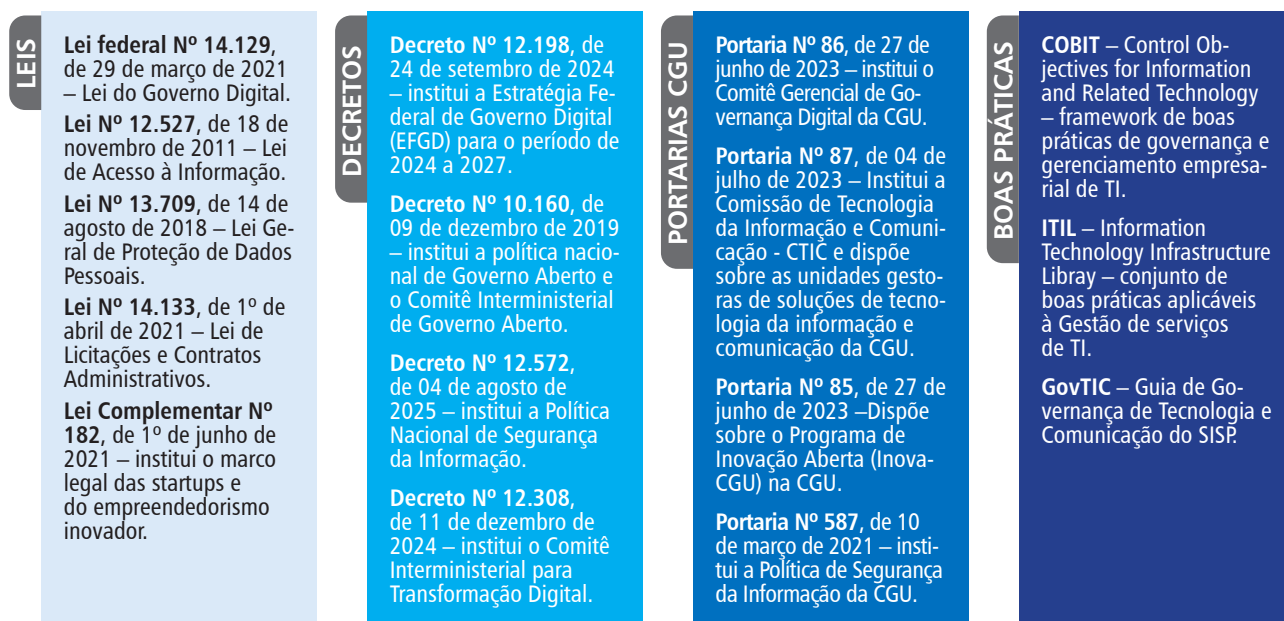 LEIS
Lei federal Nº 14.129,
de 29 de março de 2021
– Lei do Governo Digital.
Lei Nº 12.527, de 18 de
novembro de 2011 – Lei
de Acesso à Informação.
Lei Nº 13.709, de 14 de
agosto de 2018 – Lei Ge-
ral de Proteção de Dados
Pessoais.
Lei Nº 14.133, de 1º de
abril de 2021 – Lei de
Licitações e Contratos
Administrativos.
Lei Complementar Nº
182, de 1º de junho de
2021 – institui o marco
legal das startups e
do empreendedorismo
inovador.
DECRETOS
Decreto Nº 12.198, de
24 de setembro de 2024
– institui a Estratégia Fe-
deral de Governo Digital
(EFGD) para o período de
2024 a 2027.
Decreto Nº 10.160, de
09 de dezembro de 2019
– institui a política nacio-
nal de Governo Aberto e
o Comitê Interministerial
de Governo Aberto.
Decreto Nº 12.572,
de 04 de agosto de
2025 – institui a Política
Nacional de Segurança
da Informação.
Decreto Nº 12.308,
de 11 de dezembro de
2024 – institui o Comitê
Interministerial para
Transformação Digital.
PORTARIAS CGU
Portaria Nº 86, de 27 de
junho de 2023 – institui o
Comitê Gerencial de Go-
vernança Digital da CGU.
Portaria Nº 87, de 04 de
julho de 2023 – Institui a
Comissão de Tecnologia
da Informação e Comuni-
cação - CTIC e dispõe
sobre as unidades gesto-
ras de soluções de tecno-
logia da informação e
comunicação da CGU.
Portaria Nº 85, de 27 de
junho de 2023 –Dispõe
sobre o Programa de
Inovação Aberta (Inova-
CGU) na CGU.
Portaria Nº 587, de 10
de março de 2021 – insti-
tui a Política de Segurança
da Informação da CGU.
BOAS PRÁTICAS
COBIT – Control Ob-
jectives for Information
and Related Technology
– framework de boas
práticas de governança e
gerenciamento empresa-
rial de TI.
ITIL – Information
Technology Infrastructure
Libray – conjunto de
boas práticas aplicáveis
à Gestão de serviços
de TI.
GovTIC – Guia de Go-
vernança de Tecnologia e
Comunicação do SISP.